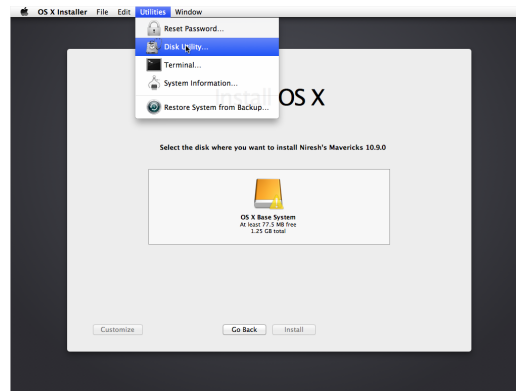 OS X Installer File Edit Utilities Window
Reset Password...
Disk Utility...
Terminal...
System Information...
Restore System from Backup...
Install OS X
Select the disk where you want to install Niresh's Mavericks 10.9.0
OS X Base System
At least 77.5 MB free
1.25 GB total
Customize Go Back Install